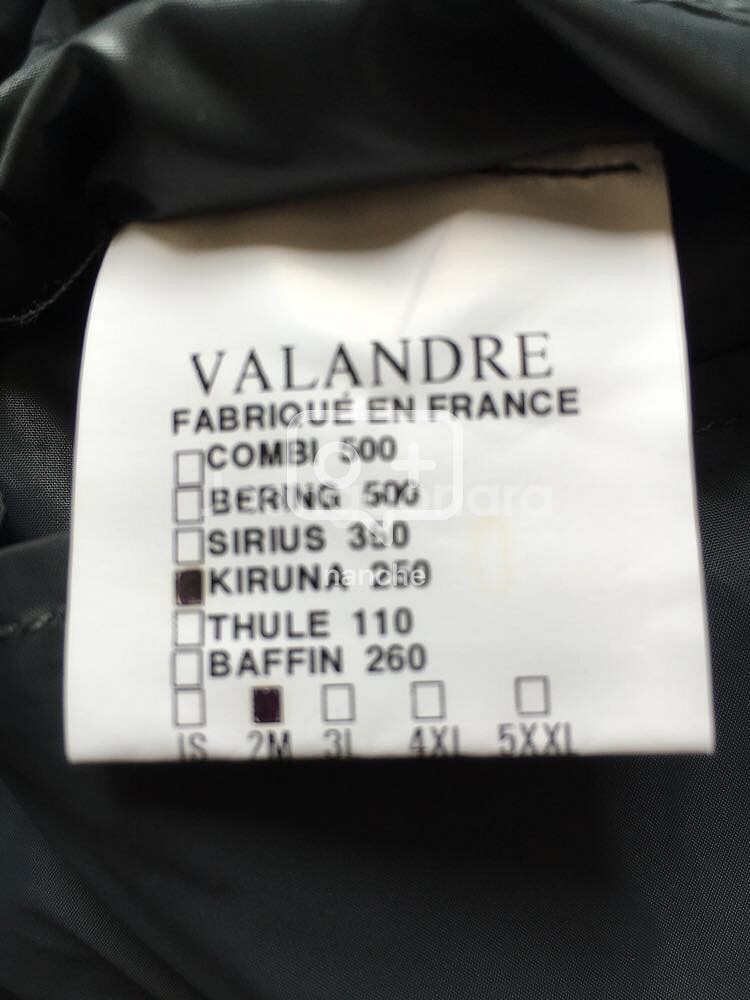 VALANDRE
FABRIQUÉ EN FRANCE
COMBI 500
BERING 500
SIRIUS 350
KIRUNA 250
THULE 110
BAFFIN 260
1S 2M 3L 4XL 5XXL
nanche